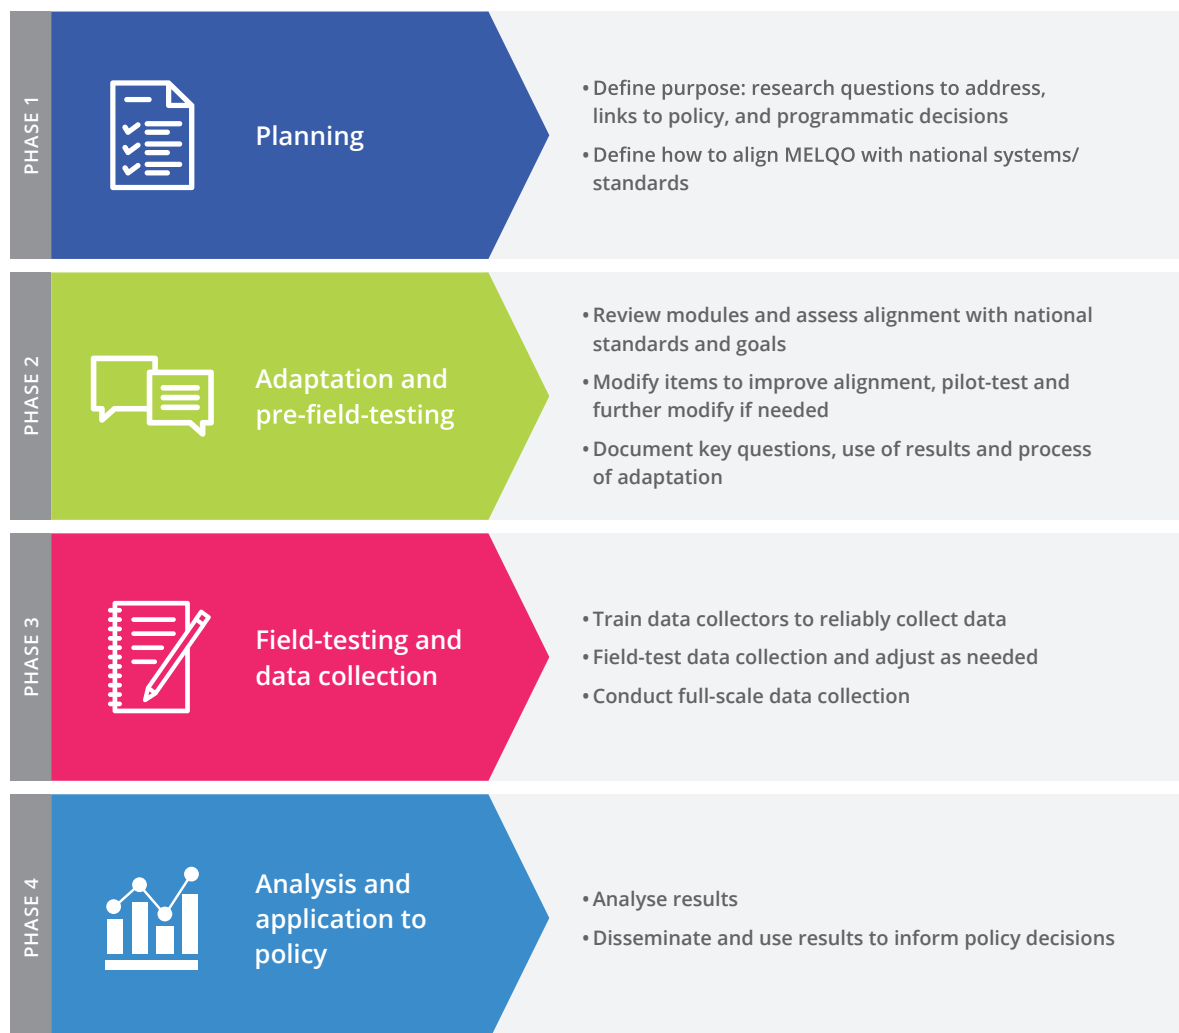 PHASE 1
Planning
• Define purpose: research questions to address,
links to policy, and programmatic decisions
• Define how to align MELQO with national systems/
standards
PHASE 2
Adaptation and
pre-field-testing
• Review modules and assess alignment with national
standards and goals
• Modify items to improve alignment, pilot-test and
further modify if needed
• Document key questions, use of results and process
of adaptation
PHASE 3
Field-testing and
data collection
• Train data collectors to reliably collect data
• Field-test data collection and adjust as needed
• Conduct full-scale data collection
PHASE 4
Analysis and
application to
policy
• Analyse results
• Disseminate and use results to inform policy decisions